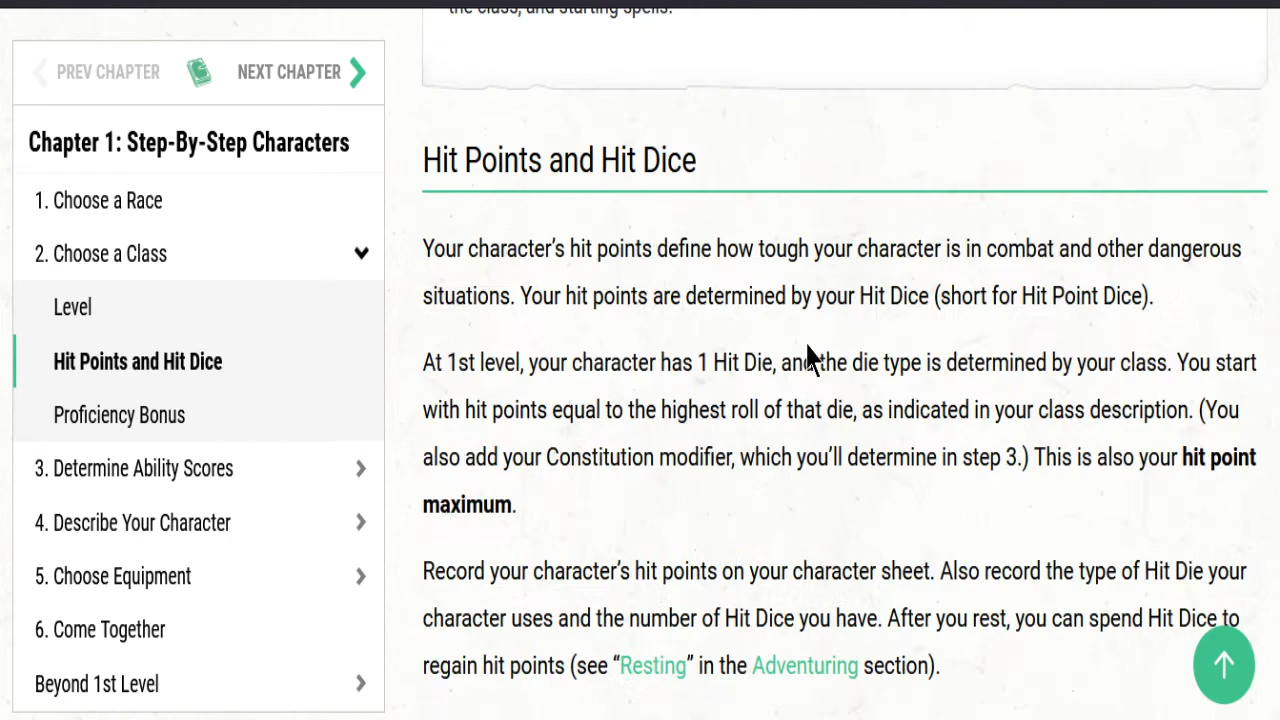 the class, and starting spells.
PREV CHAPTER
NEXT CHAPTER
Chapter 1: Step-By-Step Characters
1. Choose a Race
2. Choose a Class
Level
Hit Points and Hit Dice
Proficiency Bonus
3. Determine Ability Scores
4. Describe Your Character
5. Choose Equipment
6. Come Together
Beyond 1st Level
Hit Points and Hit Dice
Your character’s hit points define how tough your character is in combat and other dangerous
situations. Your hit points are determined by your Hit Dice (short for Hit Point Dice).
At 1st level, your character has 1 Hit Die, and the die type is determined by your class. You start
with hit points equal to the highest roll of that die, as indicated in your class description. (You
also add your Constitution modifier, which you’ll determine in step 3.) This is also your hit point
maximum.
Record your character’s hit points on your character sheet. Also record the type of Hit Die your
character uses and the number of Hit Dice you have. After you rest, you can spend Hit Dice to
regain hit points (see “Resting” in the Adventuring section).